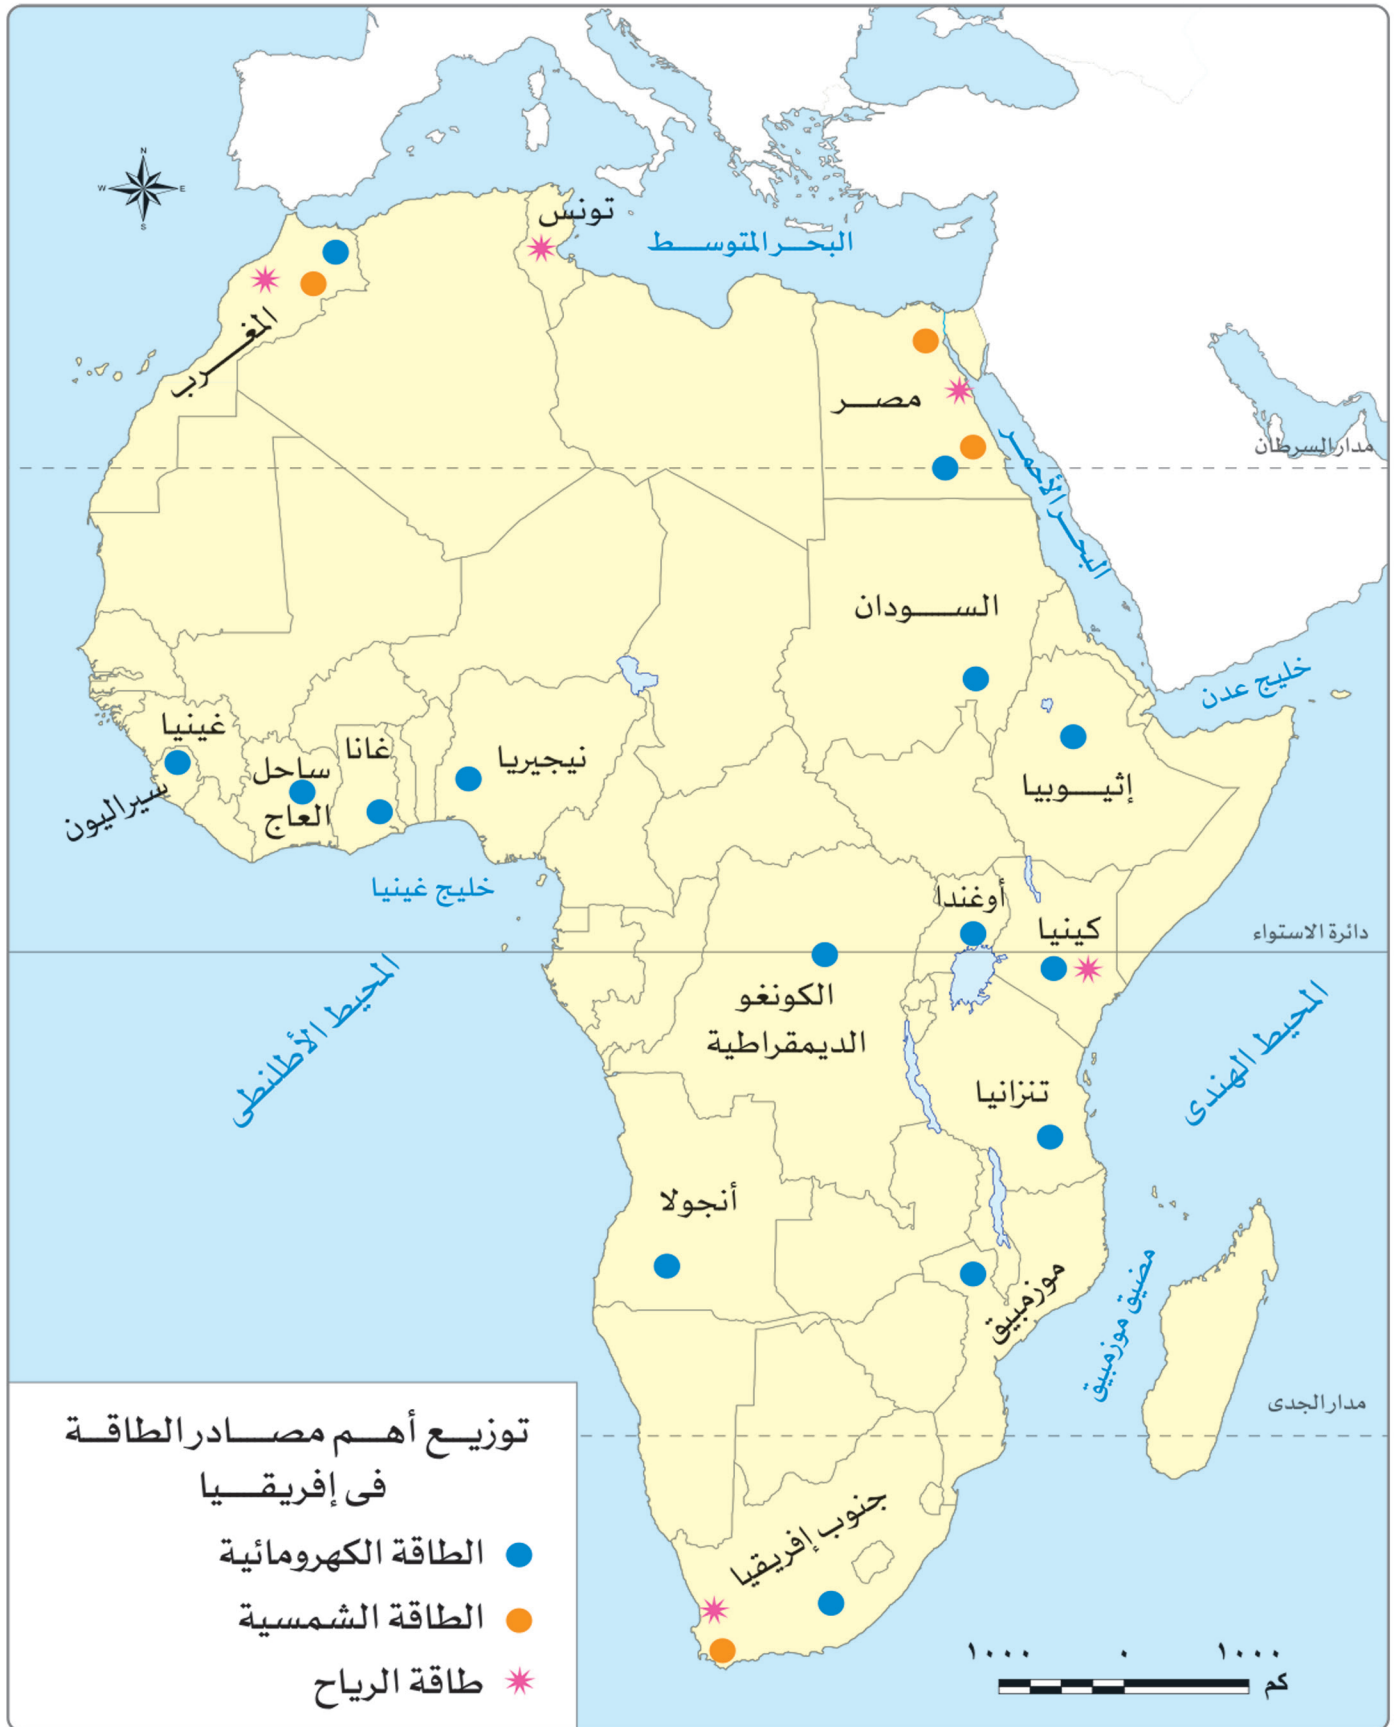 N
W
E
S
تونس
البحر المتوسط
المغرب
مصر
مدار السرطان
البحر الأحمر
السودان
خليج عدن
غينيا
غانا
نيجيريا
ساحل
العاج
سيراليون
إثيوبيا
خليج غينيا
أوغندا
كينيا
دائرة الاستواء
المحيط الأطلنطى
الكونغو
الديمقراطية
المحيط الهندى
تنزانيا
أنجولا
موزمبيق
مضيق موزمبيق
مدار الجدى
جنوب إفريقيا
توزيع أهم مصادر الطاقة
فى إفريقيا
الطاقة الكهرومائية
الطاقة الشمسية
طاقة الرياح
١٠٠٠ ٠ ١٠٠٠
كم